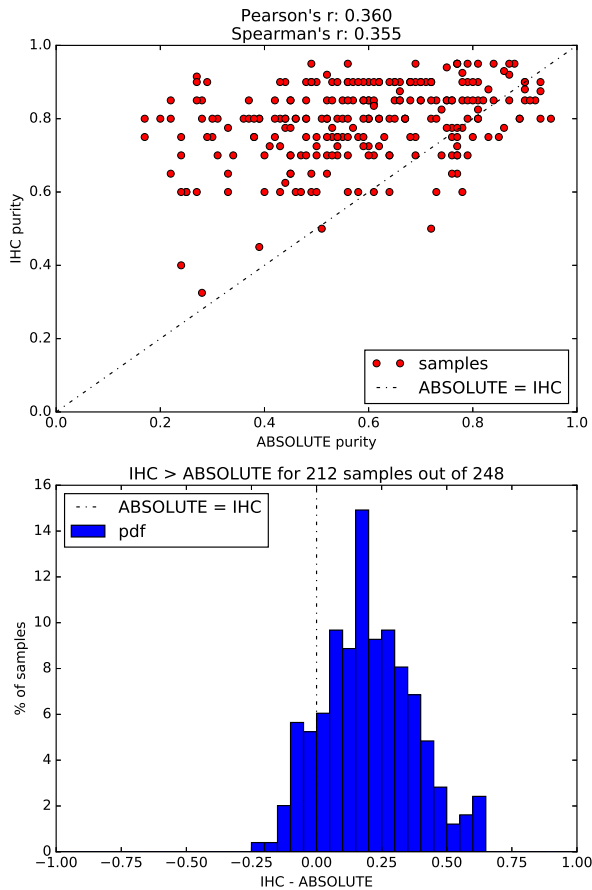 Pearson's r: 0.360
Spearman's r: 0.355
1.0
0.8
0.6
0.4
0.2
0.0
IHC purity
samples
ABSOLUTE = IHC
0.0 0.2 0.4 0.6 0.8 1.0
ABSOLUTE purity
IHC > ABSOLUTE for 212 samples out of 248
16
14
12
10
8
6
4
2
0
% of samples
ABSOLUTE = IHC
pdf
−1.00 −0.75 −0.50 −0.25 0.00 0.25 0.50 0.75 1.00
IHC - ABSOLUTE